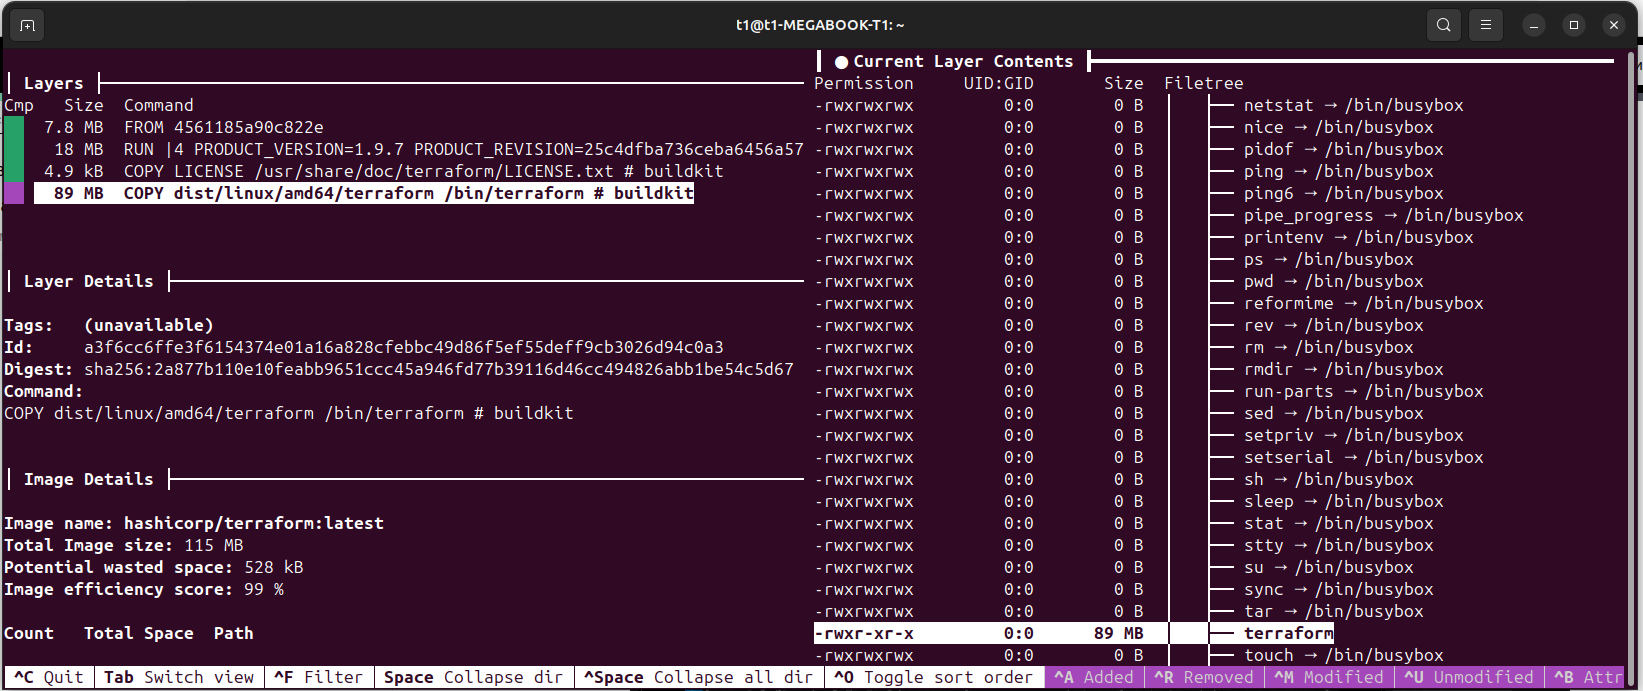 t1@t1-MEGABOOK-T1: ~
Layers
Cmp Size Command
7.8 MB FROM 4561185a90c822e
18 MB RUN |4 PRODUCT_VERSION=1.9.7 PRODUCT_REVISION=25c4dfba736ceba6456a57
4.9 kB COPY LICENSE /usr/share/doc/terraform/LICENSE.txt # buildkit
89 MB COPY dist/linux/amd64/terraform /bin/terraform # buildkit
Layer Details
Tags: (unavailable)
Id: a3f6cc6ffe3f6154374e01a16a828cfebbc49d86f5ef55deff9cb3026d94c0a3
Digest: sha256:2a877b110e10feabb9651ccc45a946fd77b39116d46cc494826abb1be54c5d67
Command:
COPY dist/linux/amd64/terraform /bin/terraform # buildkit
Image Details
Image name: hashicorp/terraform:latest
Total Image size: 115 MB
Potential wasted space: 528 kB
Image efficiency score: 99 %
Count Total Space Path
● Current Layer Contents
Permission UID:GID Size Filetree
-rwxrwxrwx 0:0 0 B ├── netstat → /bin/busybox
-rwxrwxrwx 0:0 0 B ├── nice → /bin/busybox
-rwxrwxrwx 0:0 0 B ├── pidof → /bin/busybox
-rwxrwxrwx 0:0 0 B ├── ping → /bin/busybox
-rwxrwxrwx 0:0 0 B ├── ping6 → /bin/busybox
-rwxrwxrwx 0:0 0 B ├── pipe_progress → /bin/busybox
-rwxrwxrwx 0:0 0 B ├── printenv → /bin/busybox
-rwxrwxrwx 0:0 0 B ├── ps → /bin/busybox
-rwxrwxrwx 0:0 0 B ├── pwd → /bin/busybox
-rwxrwxrwx 0:0 0 B ├── reformime → /bin/busybox
-rwxrwxrwx 0:0 0 B ├── rev → /bin/busybox
-rwxrwxrwx 0:0 0 B ├── rm → /bin/busybox
-rwxrwxrwx 0:0 0 B ├── rmdir → /bin/busybox
-rwxrwxrwx 0:0 0 B ├── run-parts → /bin/busybox
-rwxrwxrwx 0:0 0 B ├── sed → /bin/busybox
-rwxrwxrwx 0:0 0 B ├── setpriv → /bin/busybox
-rwxrwxrwx 0:0 0 B ├── setserial → /bin/busybox
-rwxrwxrwx 0:0 0 B ├── sh → /bin/busybox
-rwxrwxrwx 0:0 0 B ├── sleep → /bin/busybox
-rwxrwxrwx 0:0 0 B ├── stat → /bin/busybox
-rwxrwxrwx 0:0 0 B ├── stty → /bin/busybox
-rwxrwxrwx 0:0 0 B ├── su → /bin/busybox
-rwxrwxrwx 0:0 0 B ├── sync → /bin/busybox
-rwxrwxrwx 0:0 0 B ├── tar → /bin/busybox
-rwxr-xr-x 0:0 89 MB ├── terraform
-rwxrwxrwx 0:0 0 B ├── touch → /bin/busybox
^C Quit Tab Switch view ^F Filter Space Collapse dir ^Space Collapse all dir ^O Toggle sort order ^A Added ^R Removed ^M Modified ^U Unmodified ^B Attr